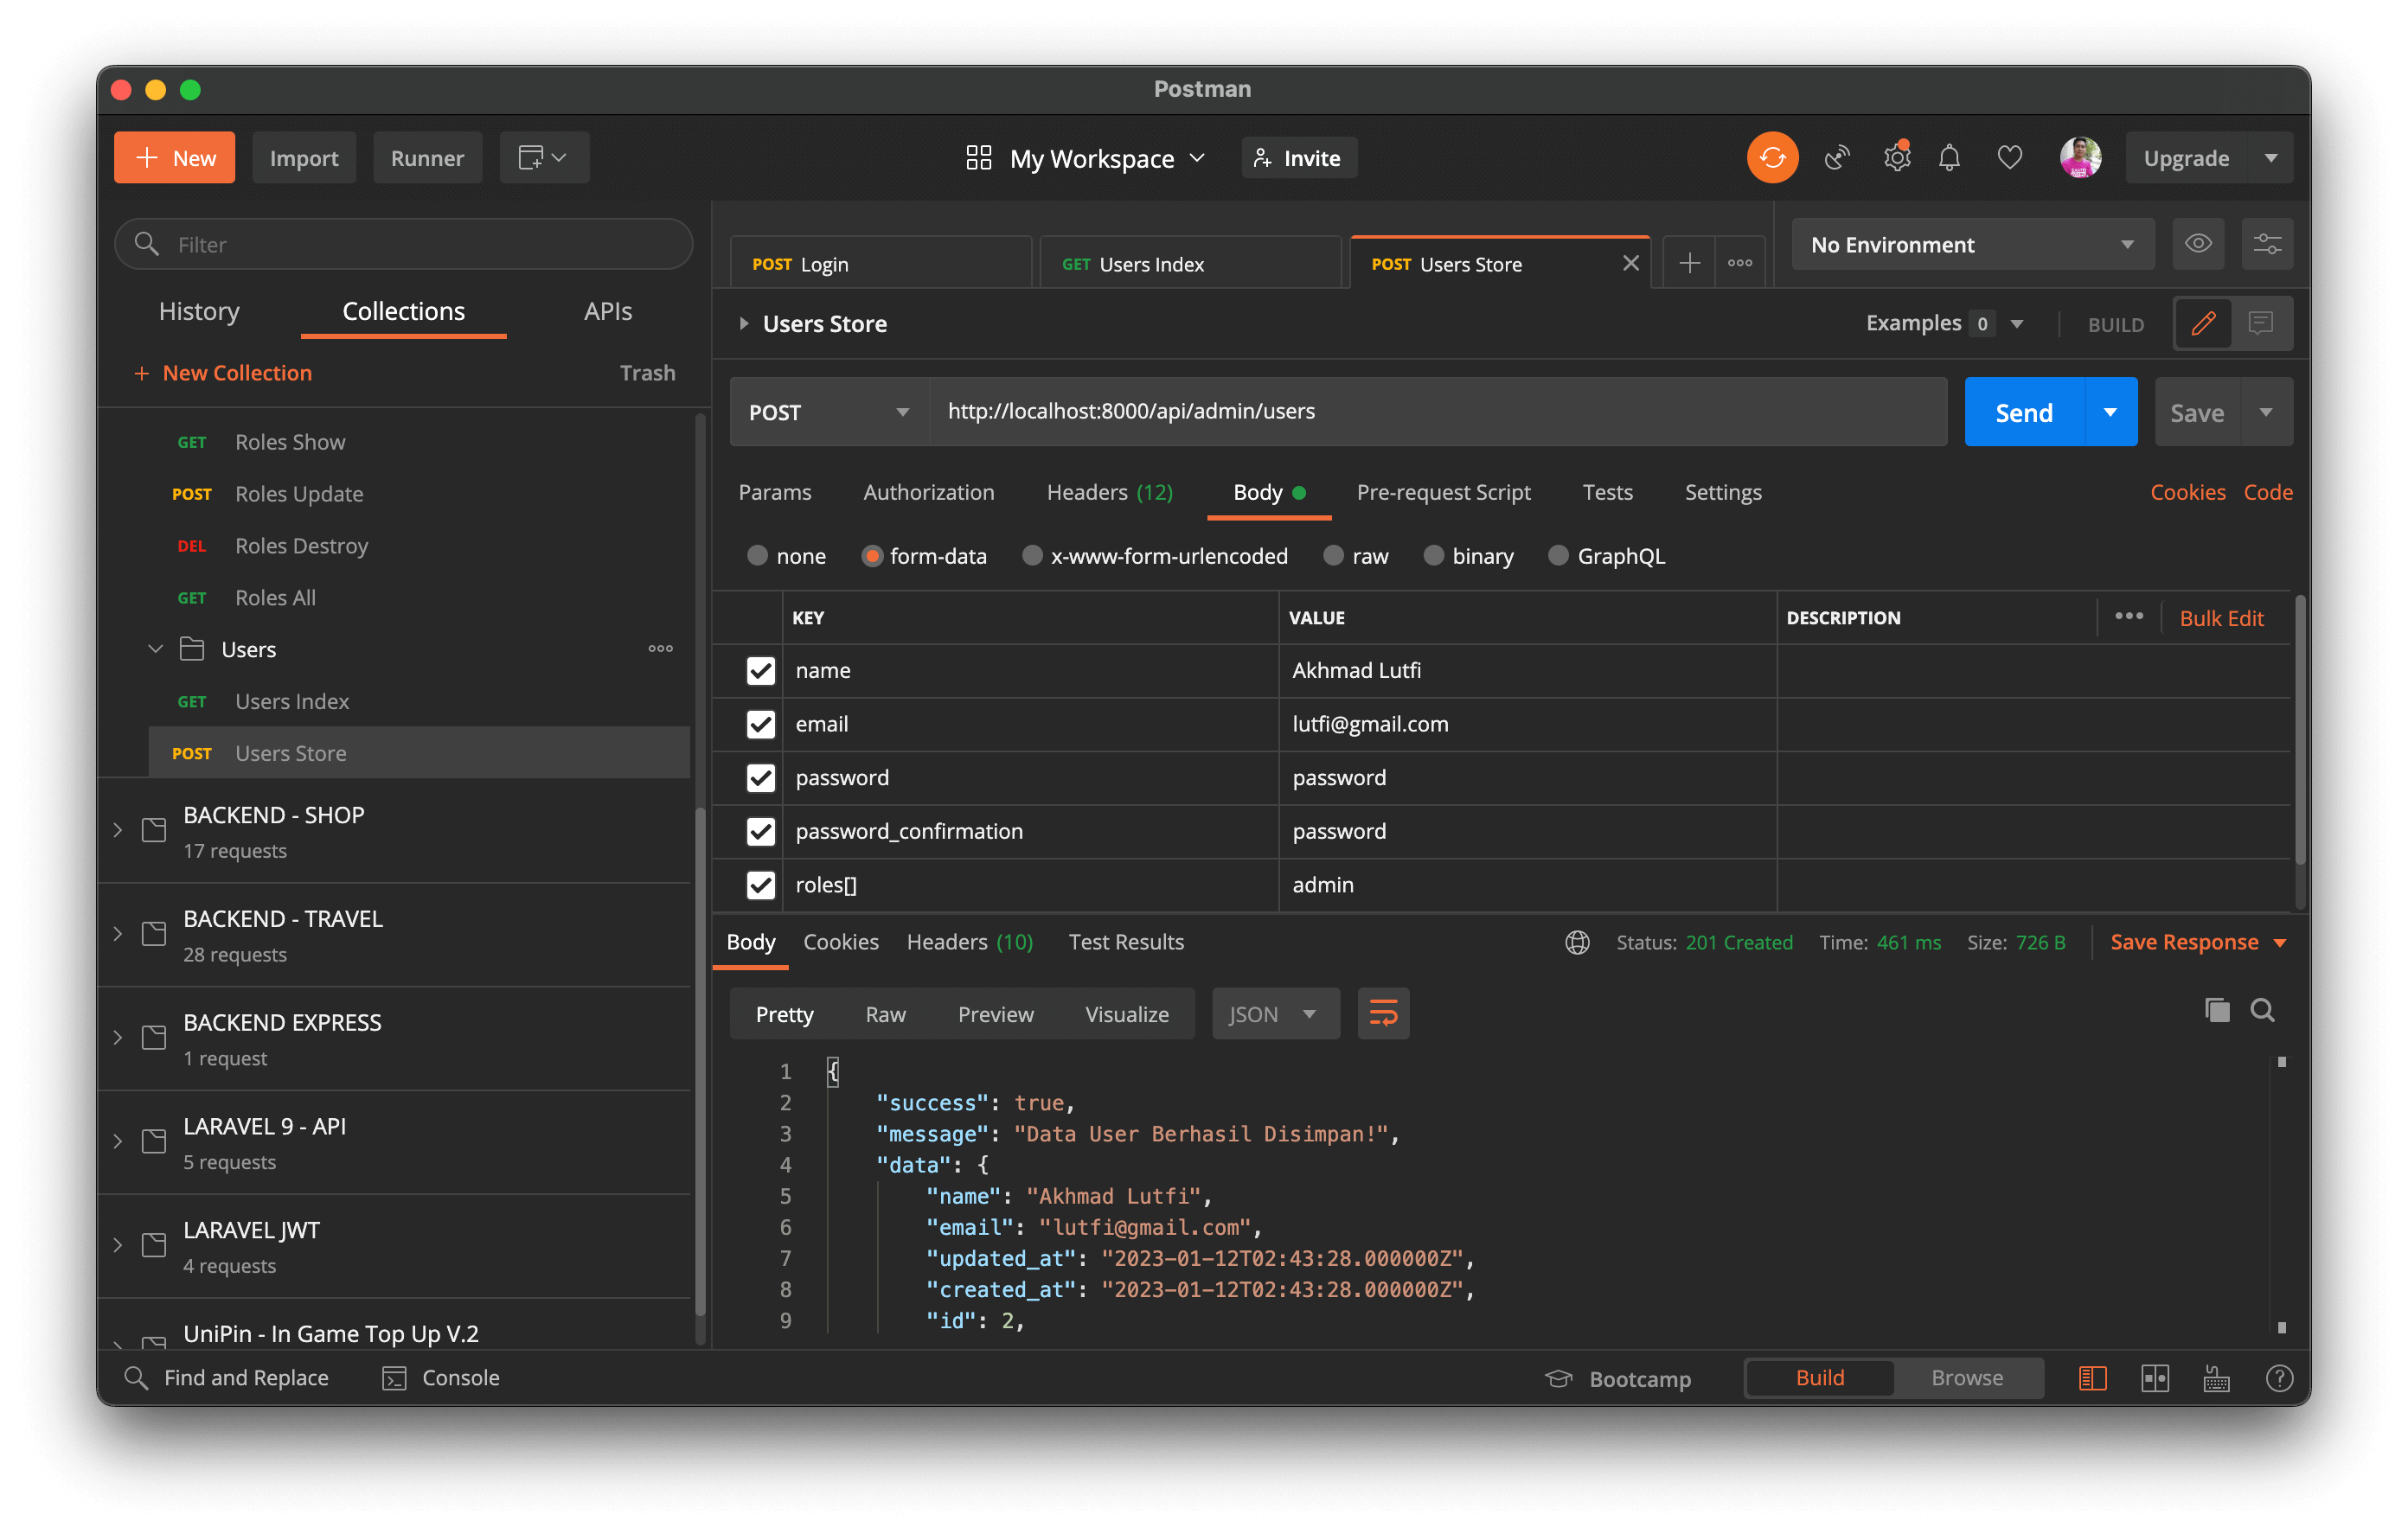 Postman
New Import Runner My Workspace Invite Upgrade
Filter
History Collections APIs
+ New Collection Trash
GET Roles Show
POST Roles Update
DEL Roles Destroy
GET Roles All
Users
GET Users Index
POST Users Store
BACKEND - SHOP
17 requests
BACKEND - TRAVEL
28 requests
BACKEND EXPRESS
1 request
LARAVEL 9 - API
5 requests
LARAVEL JWT
4 requests
UniPin - In Game Top Up V.2
POST Login GET Users Index POST Users Store No Environment
Users Store Examples 0 BUILD
POST http://localhost:8000/api/admin/users Send Save
Params Authorization Headers (12) Body Pre-request Script Tests Settings Cookies Code
none form-data x-www-form-urlencoded raw binary GraphQL
KEY VALUE DESCRIPTION Bulk Edit
name Akhmad Lutfi
email lutfi@gmail.com
password password
password_confirmation password
roles[] admin
Body Cookies Headers (10) Test Results Status: 201 Created Time: 461 ms Size: 726 B Save Response
Pretty Raw Preview Visualize JSON
1 {
2 "success": true,
3 "message": "Data User Berhasil Disimpan!",
4 "data": {
5 "name": "Akhmad Lutfi",
6 "email": "lutfi@gmail.com",
7 "updated_at": "2023-01-12T02:43:28.000000Z",
8 "created_at": "2023-01-12T02:43:28.000000Z",
9 "id": 2,
Find and Replace Console Bootcamp Build Browse